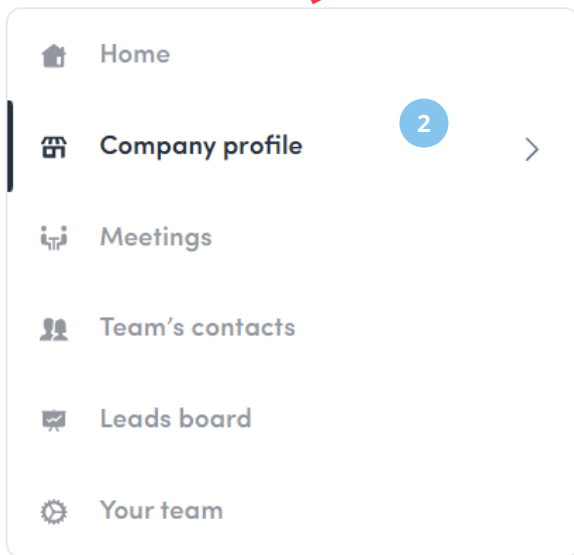 Home
2
Company profile
Meetings
Team’s contacts
Leads board
Your team